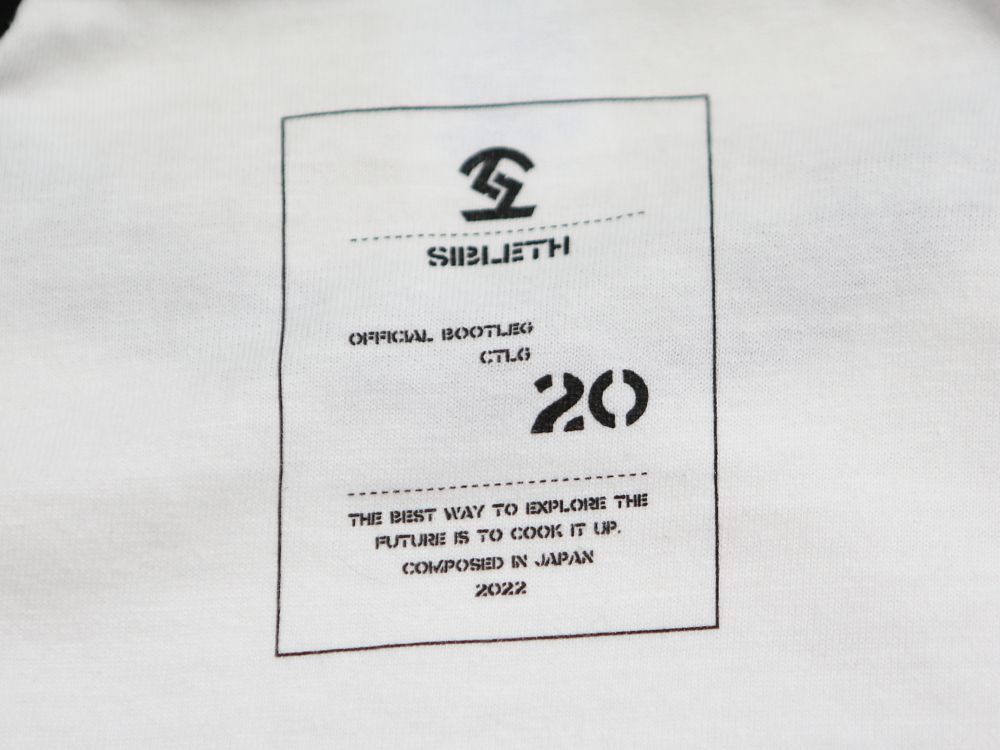 SIBLETH
OFFICIAL BOOTLEG
CTLG
20
THE BEST WAY TO EXPLORE THE
FUTURE IS TO COOK IT UP.
COMPOSED IN JAPAN
2022